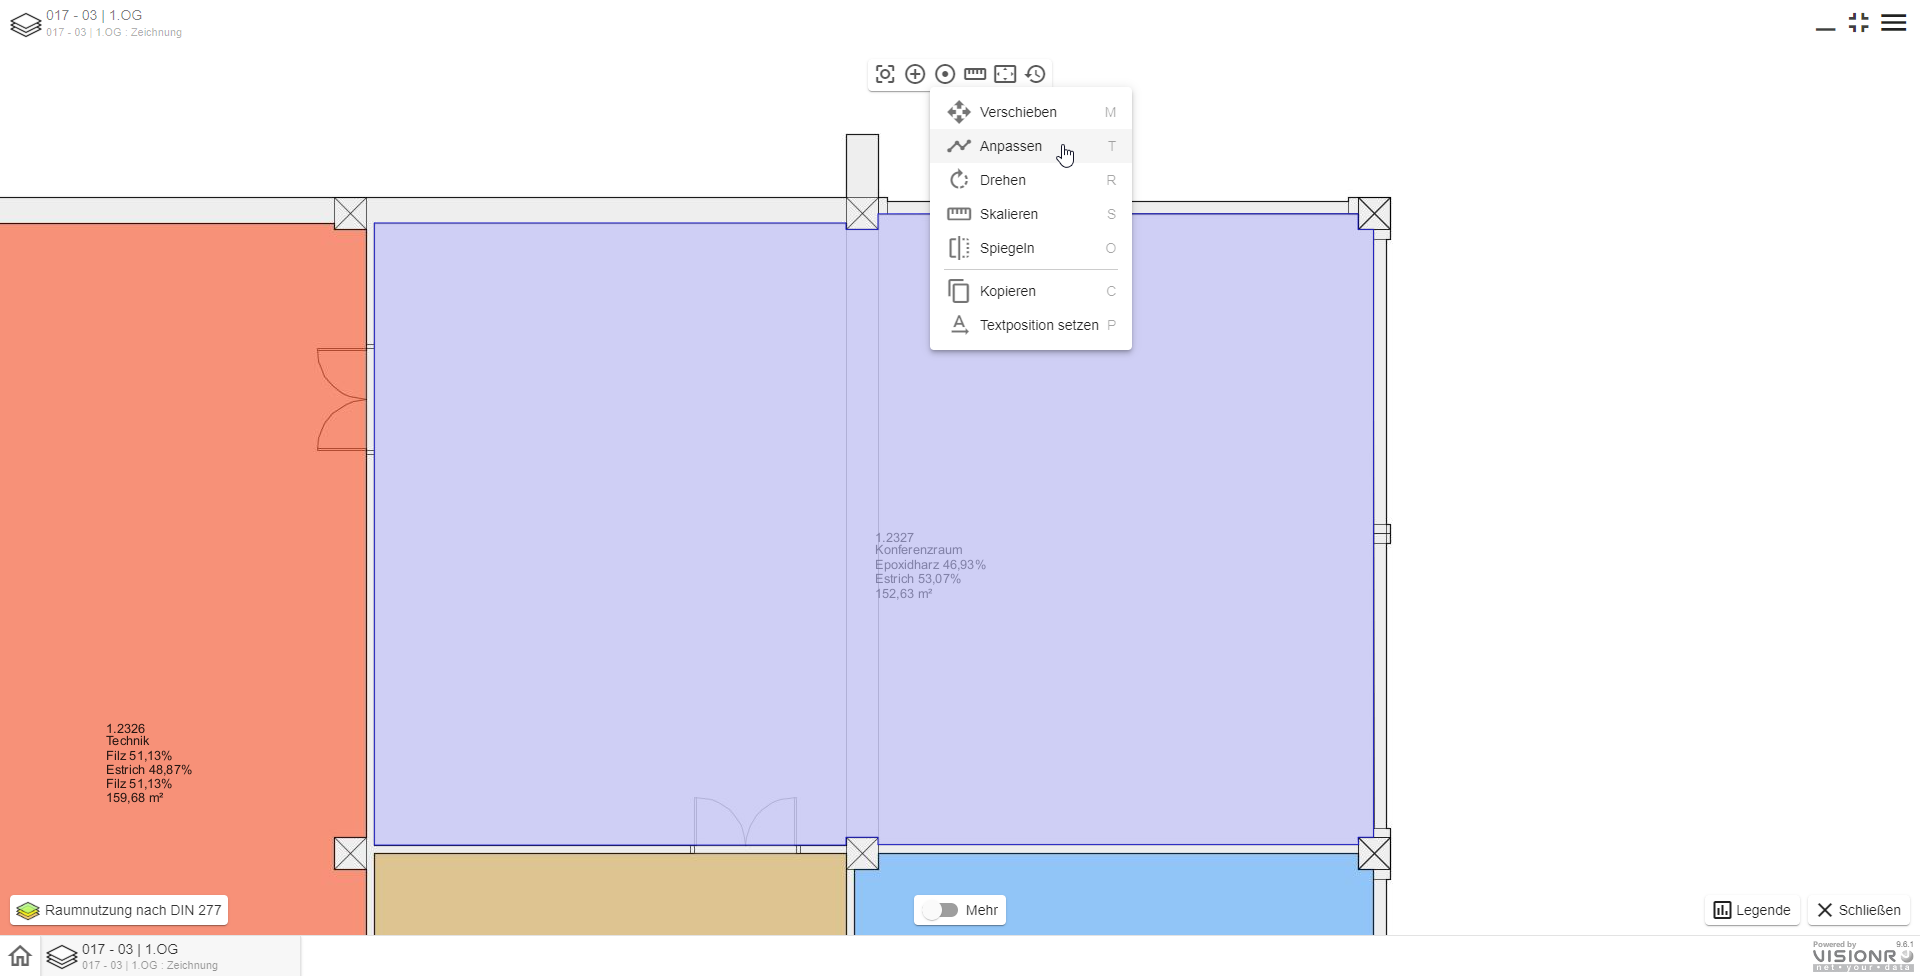 017 - 03 | 1.OG
017 - 03 | 1.OG : Zeichnung
Verschieben M
Anpassen T
Drehen R
Skalieren S
Spiegeln O
Kopieren C
Textposition setzen P
1.2327
Konferenzraum
Epoxidharz 46,93%
Estrich 53,07%
152,63 m²
1.2326
Technik
Filz 51,13%
Estrich 48,87%
Filz 51,13%
159,68 m²
Raumnutzung nach DIN 277
Mehr
Legende
Schließen
017 - 03 | 1.OG
017 - 03 | 1.OG : Zeichnung
Powered by 9.6.1
VISIONR
net • your • data